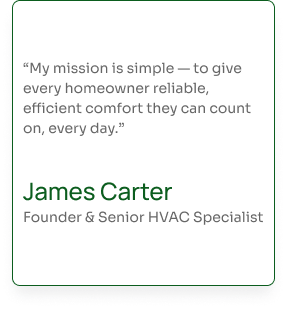 “My mission is simple — to give
every homeowner reliable,
efficient comfort they can count
on, every day.”
James Carter
Founder & Senior HVAC Specialist